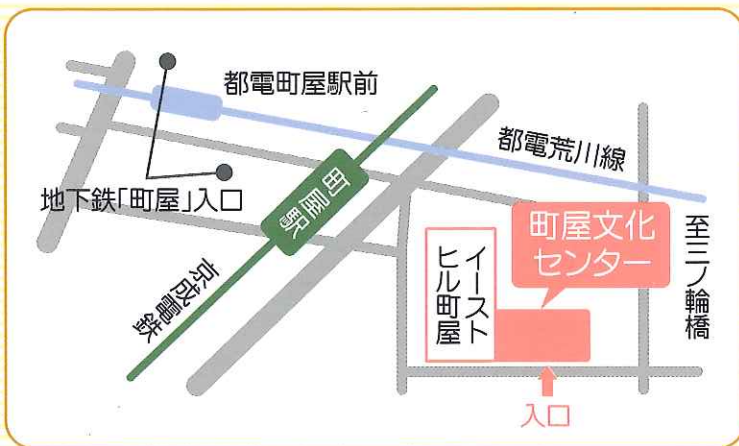 都電町屋駅前
都電荒川線
地下鉄「町屋」入口
町屋駅
京成電鉄
町屋文化
センター
イースト
ヒル町屋
至三ノ輪橋
入口